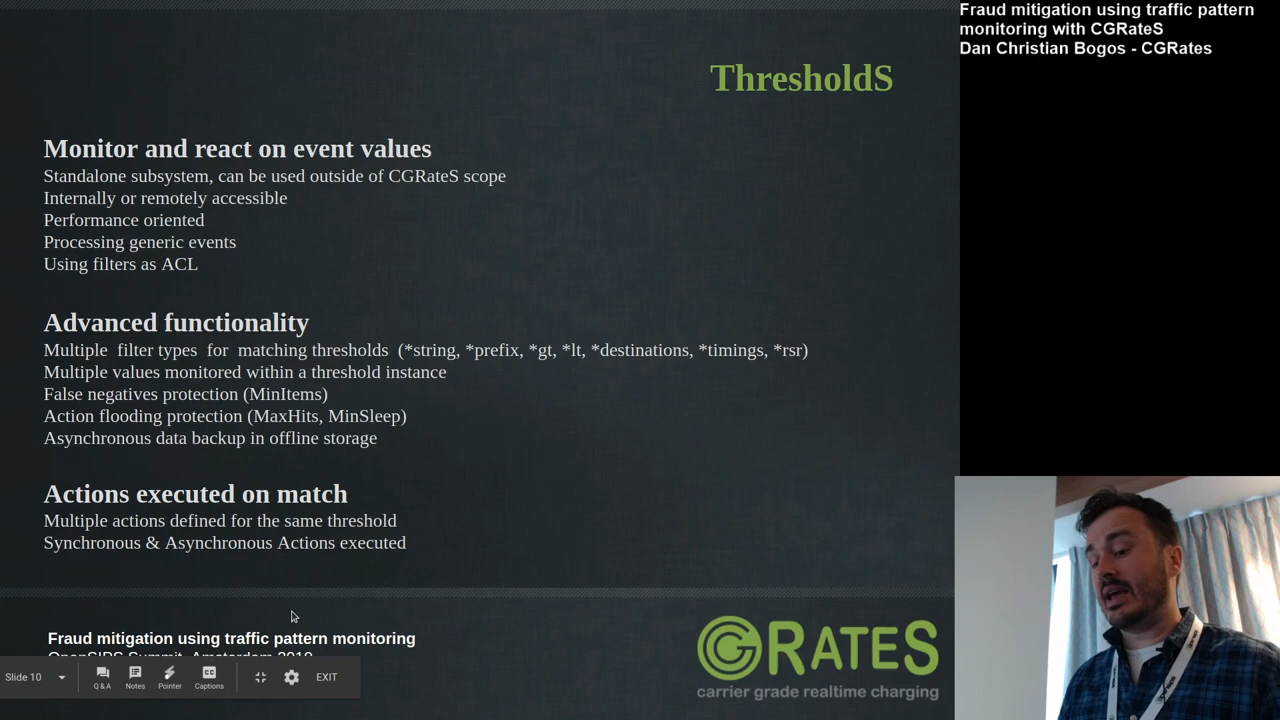 Fraud mitigation using traffic pattern
monitoring with CGRateS
Dan Christian Bogos - CGRates
ThresholdS
Monitor and react on event values
Standalone subsystem, can be used outside of CGRateS scope
Internally or remotely accessible
Performance oriented
Processing generic events
Using filters as ACL
Advanced functionality
Multiple filter types for matching thresholds (*string, *prefix, *gt, *lt, *destinations, *timings, *rsr)
Multiple values monitored within a threshold instance
False negatives protection (MinItems)
Action flooding protection (MaxHits, MinSleep)
Asynchronous data backup in offline storage
Actions executed on match
Multiple actions defined for the same threshold
Synchronous & Asynchronous Actions executed
Fraud mitigation using traffic pattern monitoring
OpenSIPS Summit, Amsterdam
CGRATES
carrier grade realtime charging
Slide 10
Q & A
Notes
Pointer
CC
Captions
EXIT